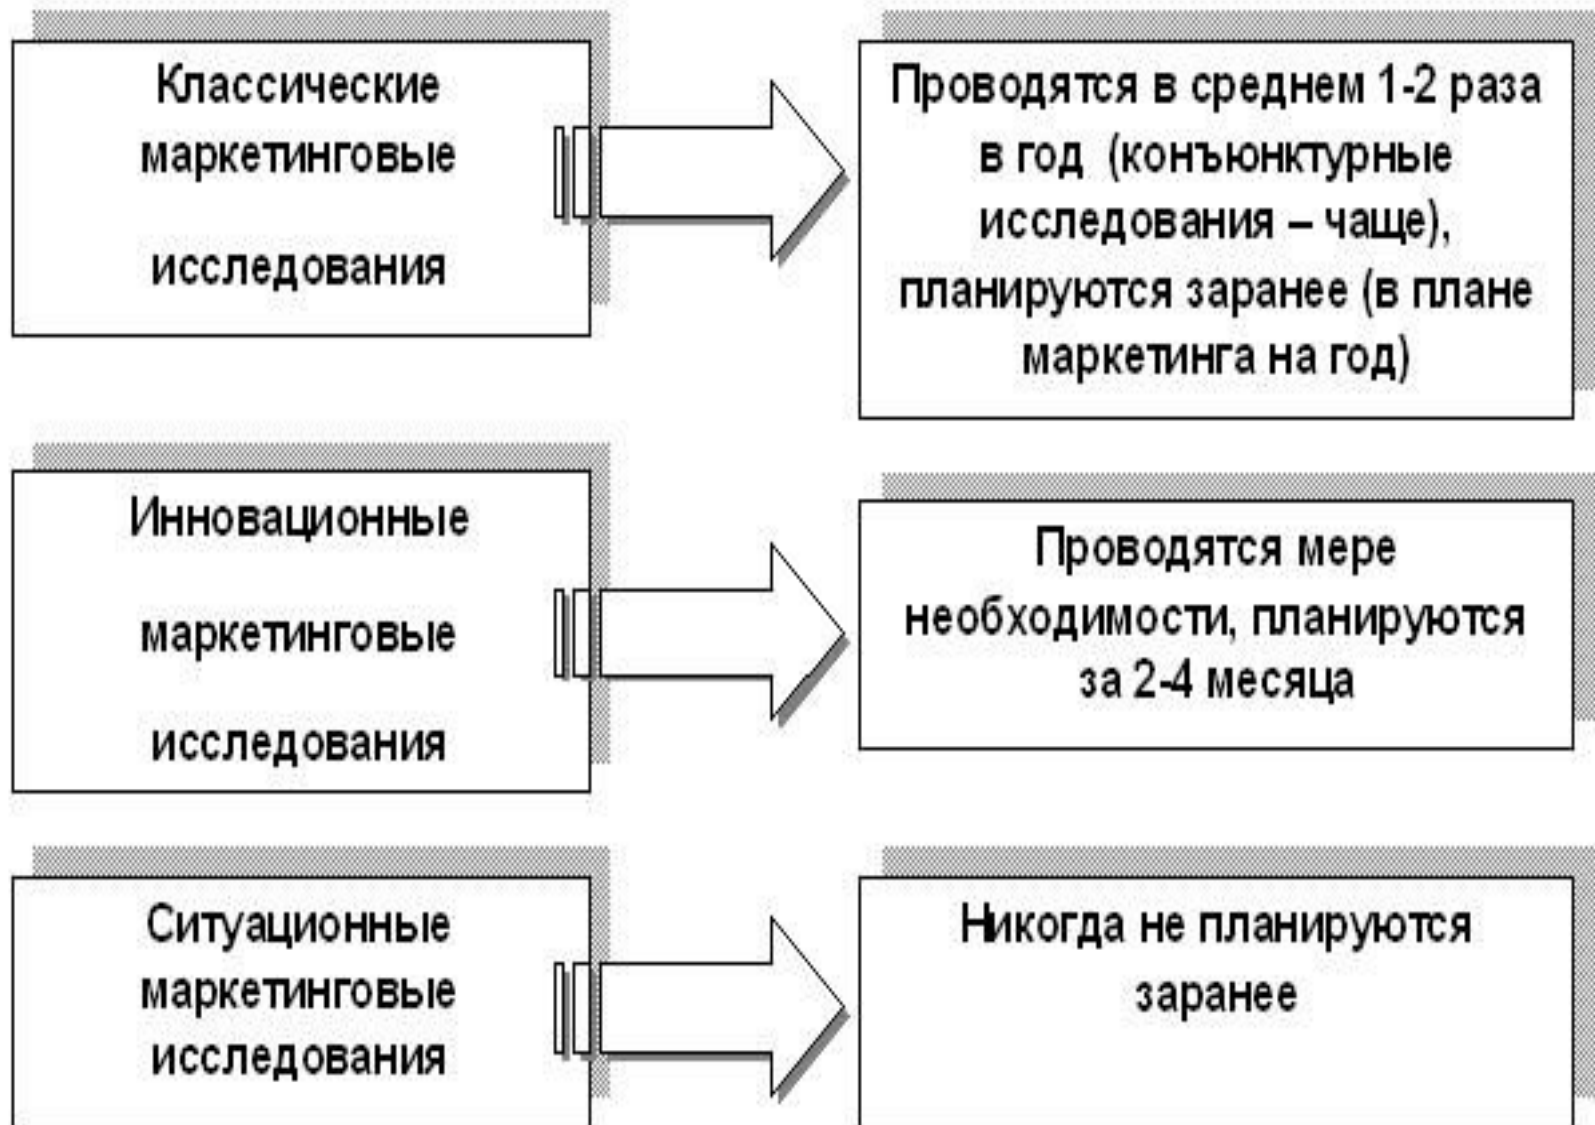 Классические
маркетинговые
исследования
Проводятся в среднем 1-2 раза
в год (конъюнктурные
исследования – чаще),
планируются заранее (в плане
маркетинга на год)
Инновационные
маркетинговые
исследования
Проводятся мере
необходимости, планируются
за 2-4 месяца
Ситуационные
маркетинговые
исследования
Никогда не планируются
заранее